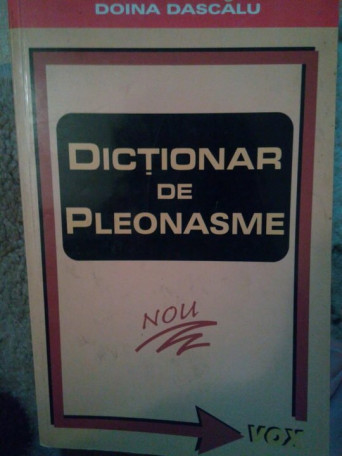 DOINA DASCĂLU
DICȚIONAR
DE
PLEONASME
NOU
VOX